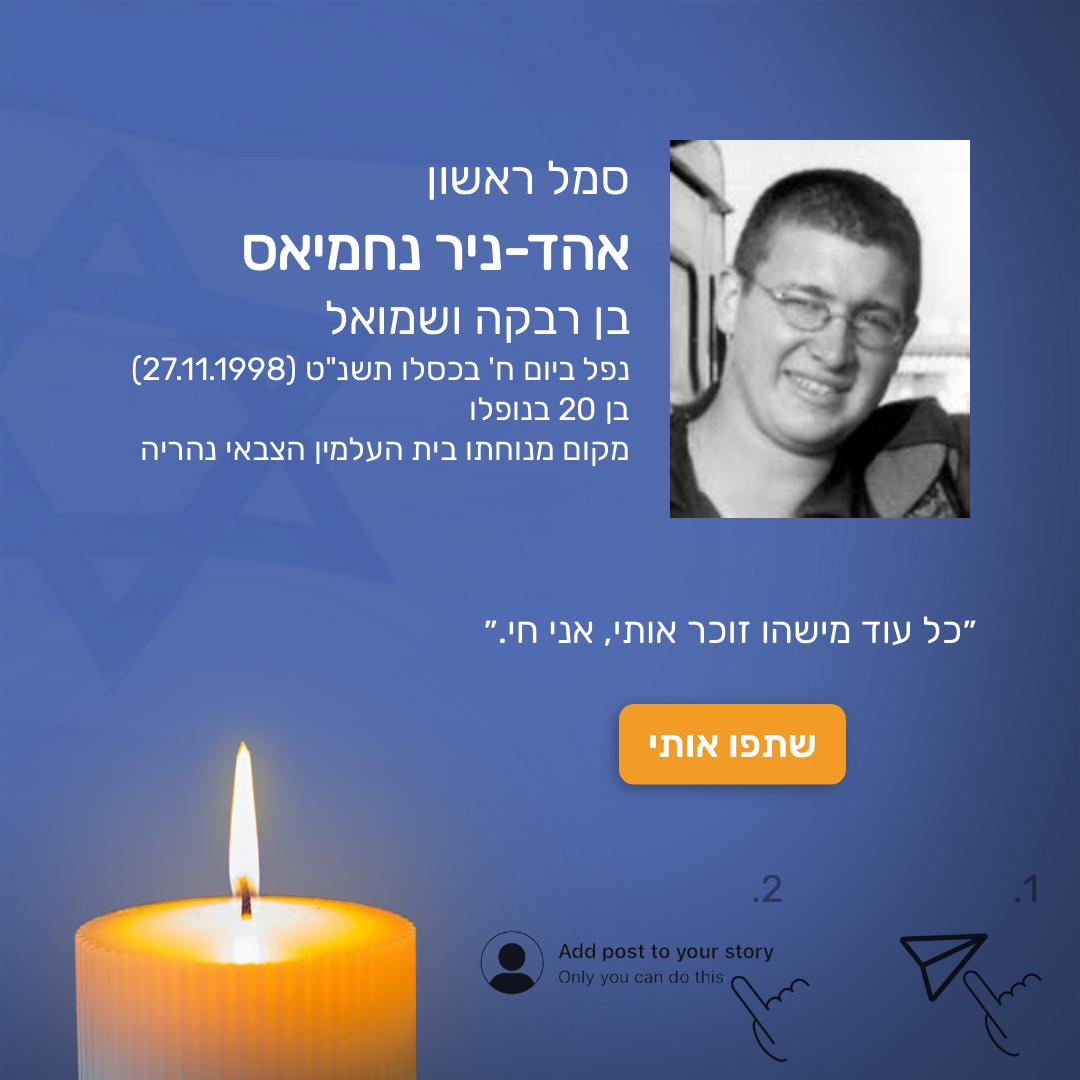 סמל ראשון
אהד-ניר נחמיאס
בן רבקה ושמואל
נפל ביום ח' בכסלו תשנ"ט (27.11.1998)
בן 20 בנופלו
מקום מנוחתו בית העלמין הצבאי נהריה
״כל עוד מישהו זוכר אותי, אני חי.״
שתפו אותי
1.
2.
Add post to your story
Only you can do this